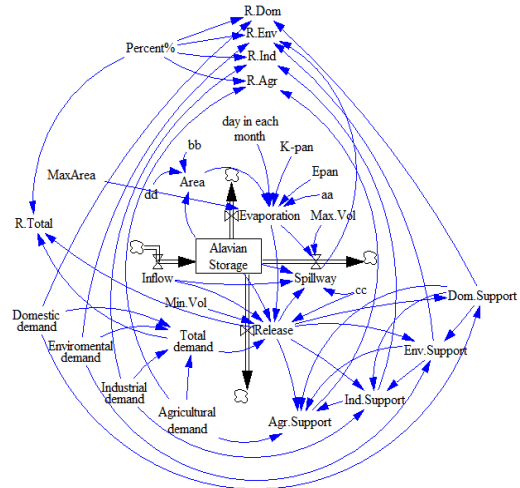 R.Dom
R.Env
Percent%
R.Ind
R.Agr
day in each
month
bb
K-pan
MaxArea
Area
Epan
dd
aa
Evaporation
Max.Vol
R.Total
Alavian
Storage
Inflow
Spillway
cc
Min.Vol
Dom.Support
Domestic
demand
Release
Total
demand
Enviromental
demand
Env.Support
Industrial
demand
Ind.Support
Agricultural
demand
Agr.Support